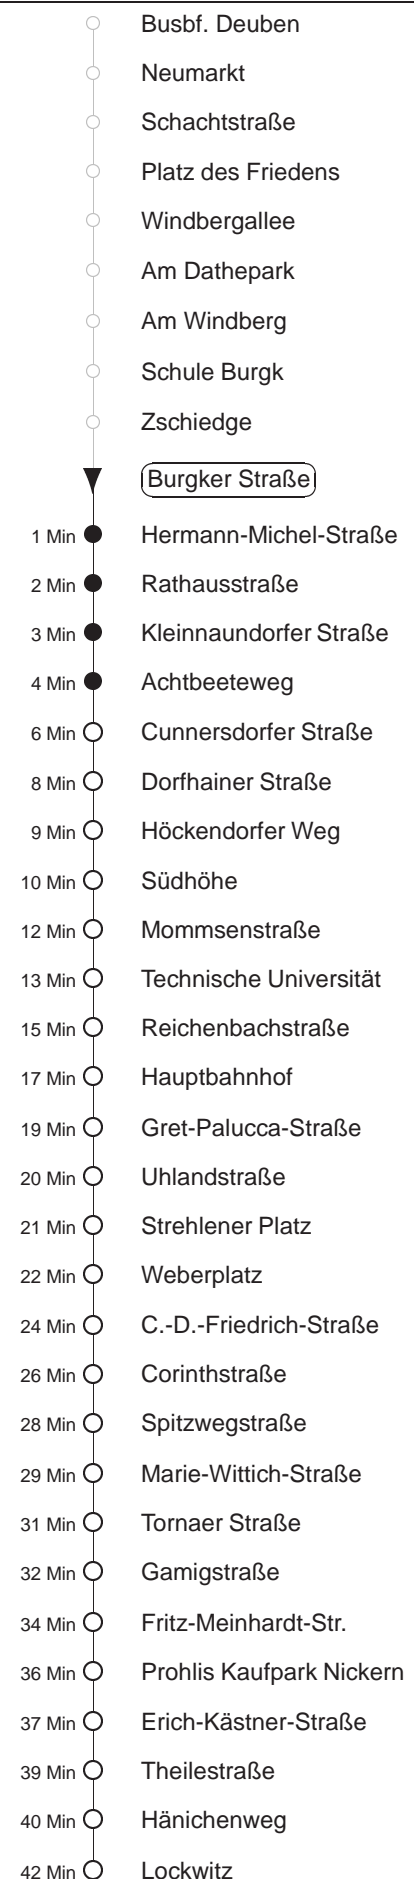 Busbf. Deuben
Neumarkt
Schachtstraße
Platz des Friedens
Windbergallee
Am Dathepark
Am Windberg
Schule Burgk
Zschiedge
Burgker Straße
1 Min Hermann-Michel-Straße
2 Min Rathausstraße
3 Min Kleinnaundorfer Straße
4 Min Achtbeeteweg
6 Min Cunnersdorfer Straße
8 Min Dorfhainer Straße
9 Min Höckendorfer Weg
10 Min Südhöhe
12 Min Mommsenstraße
13 Min Technische Universität
15 Min Reichenbachstraße
17 Min Hauptbahnhof
19 Min Gret-Palucca-Straße
20 Min Uhlandstraße
21 Min Strehlener Platz
22 Min Weberplatz
24 Min C.-D.-Friedrich-Straße
26 Min Corinthstraße
28 Min Spitzwegstraße
29 Min Marie-Wittich-Straße
31 Min Tornaer Straße
32 Min Gamigstraße
34 Min Fritz-Meinhardt-Str.
36 Min Prohlis Kaufpark Nickern
37 Min Erich-Kästner-Straße
39 Min Theilestraße
40 Min Hänichenweg
42 Min Lockwitz